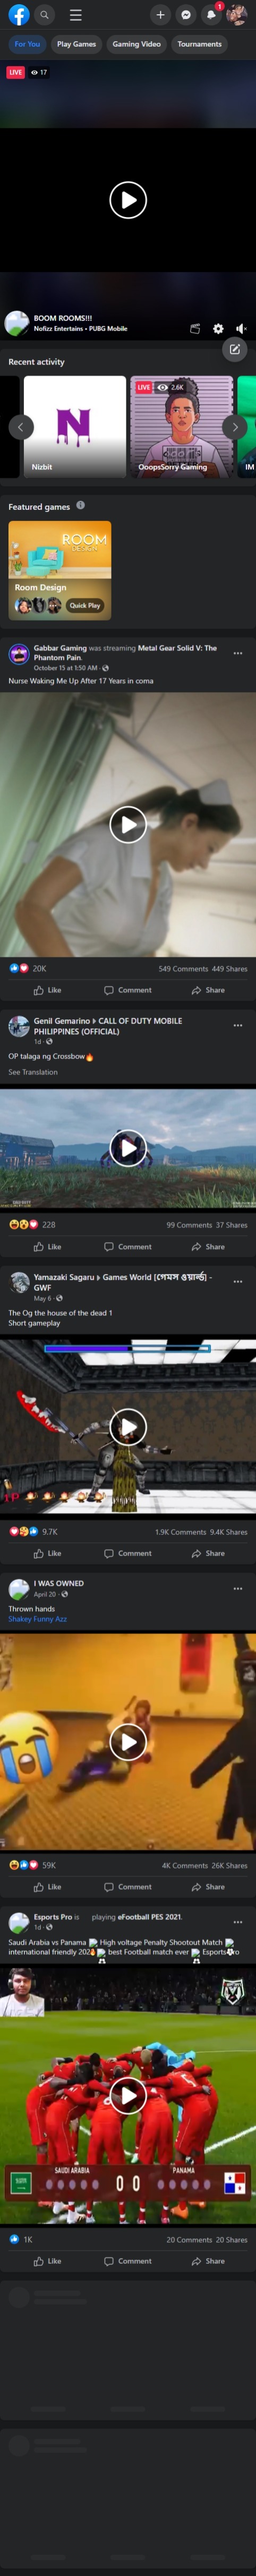 1
For You
Play Games
Gaming Video
Tournaments
LIVE
17
BOOM ROOMS!!!
Nofizz Entertains • PUBG Mobile
Recent activity
N
Nizbit
LIVE
2.6K
OoopsSorry Gaming
IM
Featured games
ROOM
DESIGN
Room Design
Quick Play
Gabbar Gaming was streaming Metal Gear Solid V: The
Phantom Pain.
October 15 at 1:50 AM ·
Nurse Waking Me Up After 17 Years in coma
20K
549 Comments 449 Shares
Like Comment Share
Genil Gemarino ▸ CALL OF DUTY MOBILE
PHILIPPINES (OFFICIAL)
1d ·
OP talaga ng Crossbow🔥
See Translation
228
99 Comments 37 Shares
Like Comment Share
Yamazaki Sagaru ▸ Games World [গেমস ওয়ার্ল্ড] -
GWF
May 6 ·
The Og the house of the dead 1
Short gameplay
1P
9.7K
1.9K Comments 9.4K Shares
Like Comment Share
I WAS OWNED
April 20 ·
Thrown hands
Shakey Funny Azz
59K
4K Comments 26K Shares
Like Comment Share
Esports Pro is playing eFootball PES 2021.
1d ·
Saudi Arabia vs Panama High voltage Penalty Shootout Match
international friendly 202 best Football match ever Esports
SAUDI ARABIA
0 0
PANAMA
1K
20 Comments 20 Shares
Like Comment Share